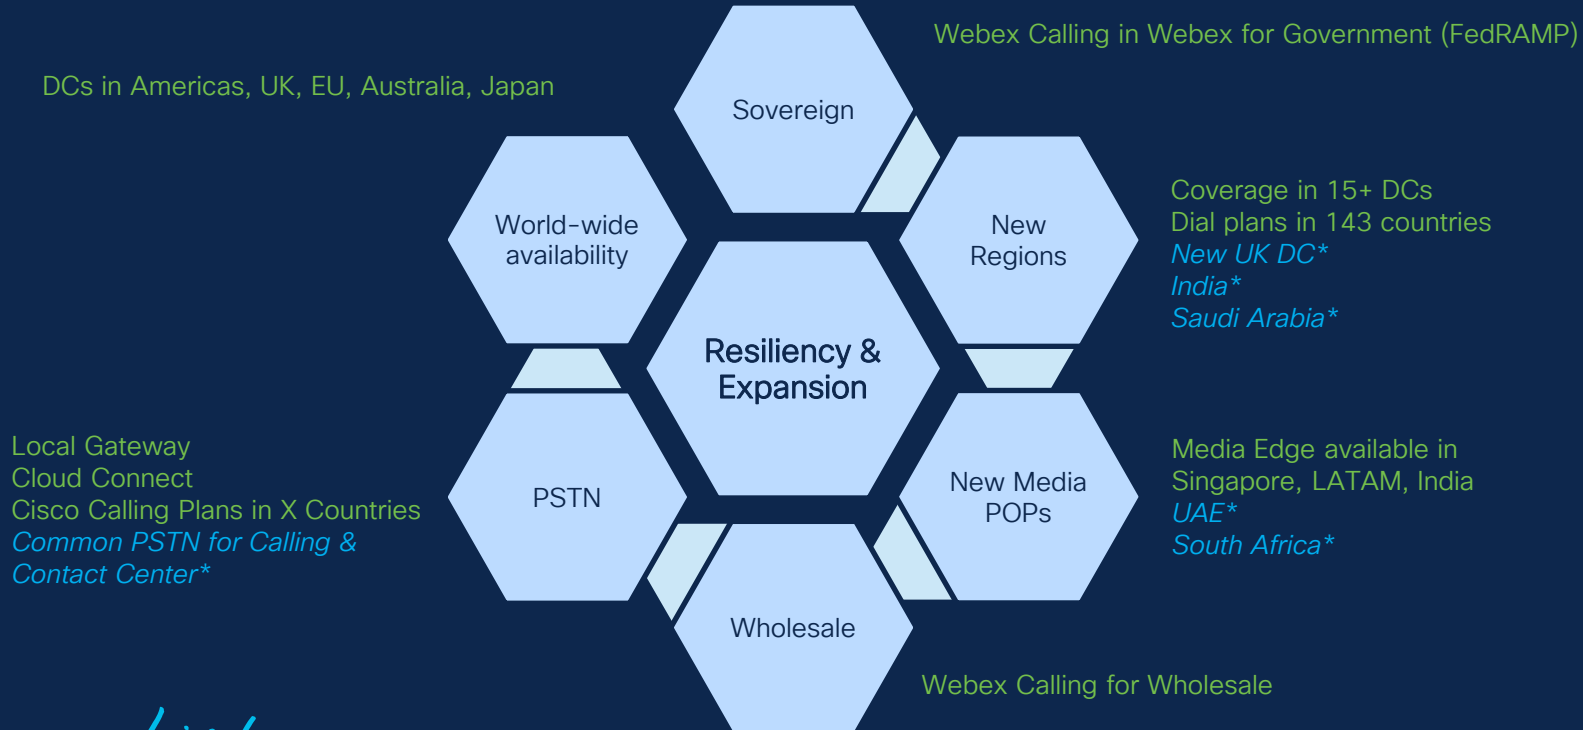 Webex Calling in Webex for Government (FedRAMP)
DCs in Americas, UK, EU, Australia, Japan
Sovereign
World-wide
availability
New
Regions
Coverage in 15+ DCs
Dial plans in 143 countries
New UK DC*
India*
Saudi Arabia*
Resiliency &
Expansion
Local Gateway
Cloud Connect
Cisco Calling Plans in X Countries
Common PSTN for Calling &
Contact Center*
PSTN
New Media
POPs
Media Edge available in
Singapore, LATAM, India
UAE*
South Africa*
Wholesale
Webex Calling for Wholesale